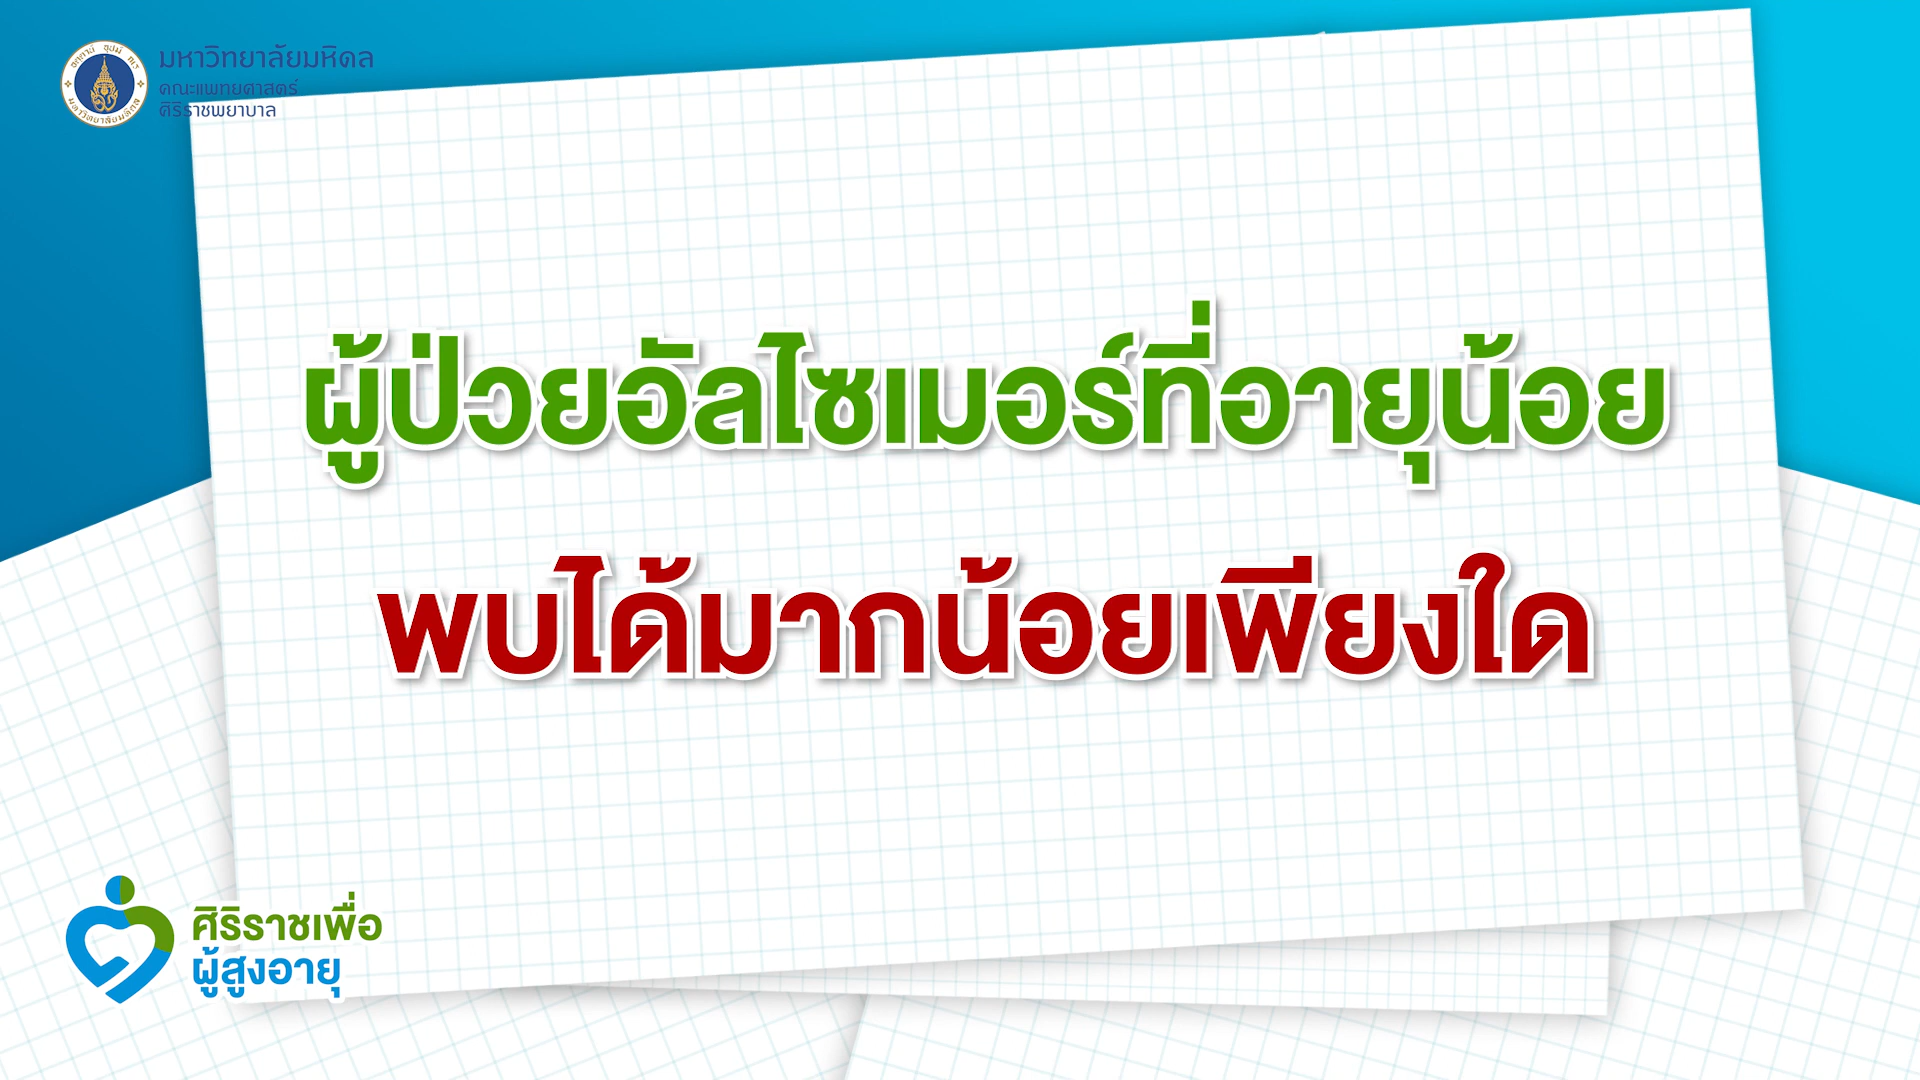 มหาวิทยาลัยมหิดล
คณะแพทยศาสตร์
ศิริราชพยาบาล
ผู้ป่วยอัลไซเมอร์ที่อายุน้อย
พบได้มากน้อยเพียงใด
ศิริราชเพื่อ
ผู้สูงอายุ